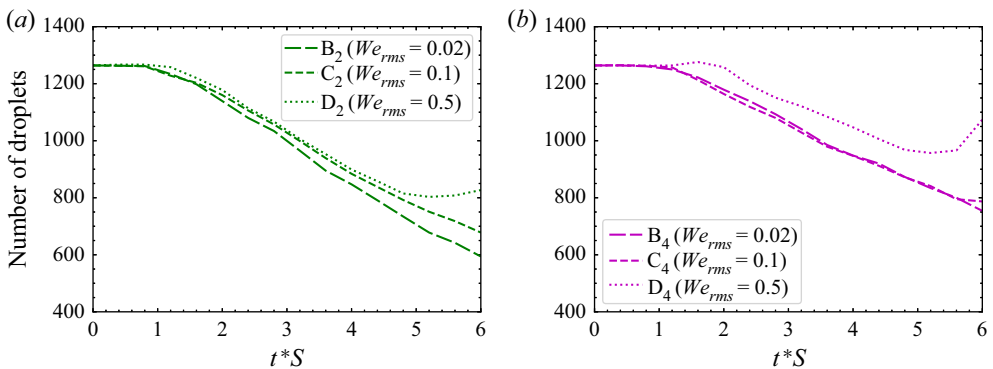 (a)
1400
1200
1000
800
600
400
Number of droplets
B2 (Werms = 0.02)
C2 (Werms = 0.1)
D2 (Werms = 0.5)
0 1 2 3 4 5 6
t*S
(b)
1400
1200
1000
800
600
400
B4 (Werms = 0.02)
C4 (Werms = 0.1)
D4 (Werms = 0.5)
0 1 2 3 4 5 6
t*S